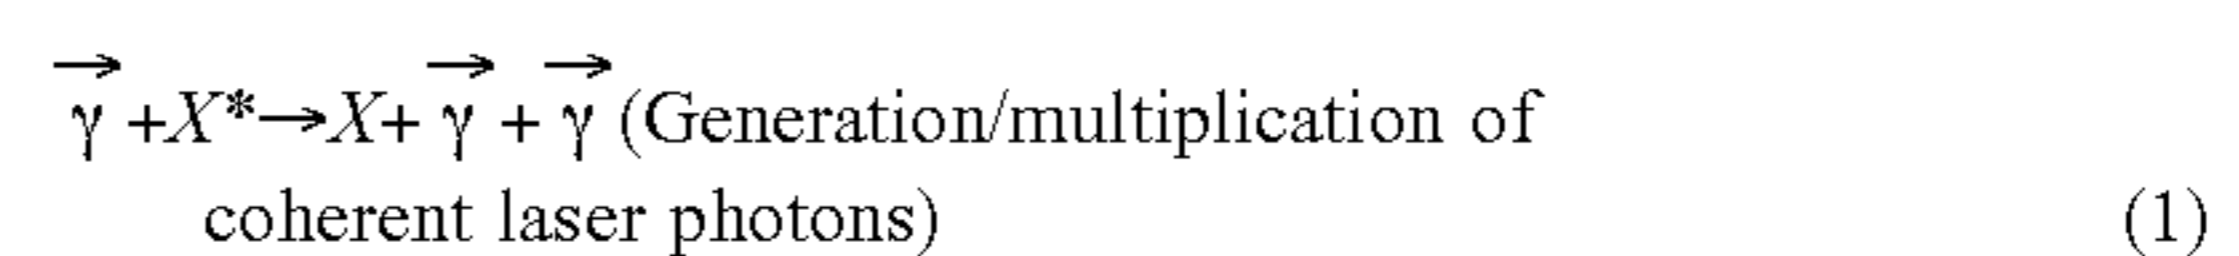 γ⃗ +X*→X+ γ⃗ + γ⃗ (Generation/multiplication of
coherent laser photons) (1)